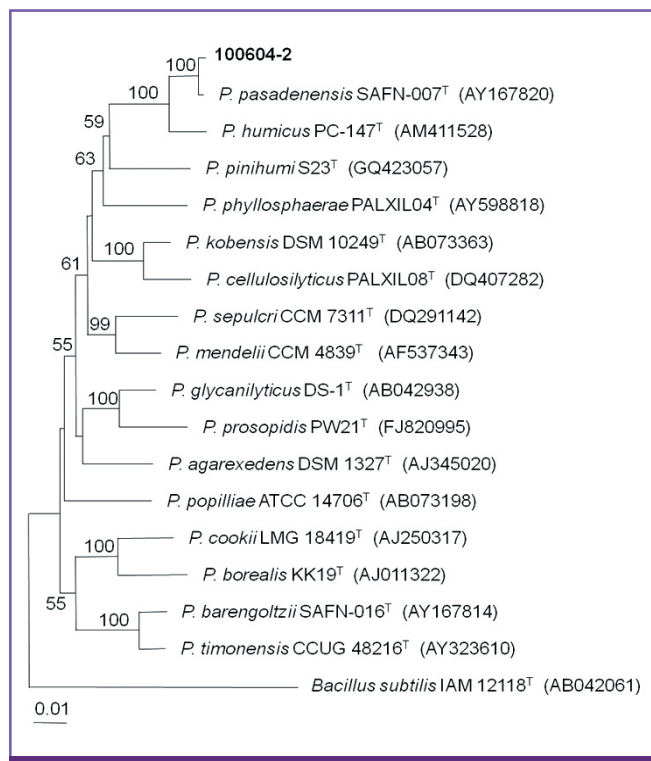 100604-2
100
P. pasadenensis SAFN-007ᵀ (AY167820)
100
P. humicus PC-147ᵀ (AM411528)
59
P. pinihumi S23ᵀ (GQ423057)
63
P. phyllosphaerae PALXIL04ᵀ (AY598818)
P. kobensis DSM 10249ᵀ (AB073363)
100
61
P. cellulosilyticus PALXIL08ᵀ (DQ407282)
P. sepulcri CCM 7311ᵀ (DQ291142)
99
55
P. mendelii CCM 4839ᵀ (AF537343)
P. glycanilyticus DS-1ᵀ (AB042938)
100
P. prosopidis PW21ᵀ (FJ820995)
P. agarexedens DSM 1327ᵀ (AJ345020)
P. popilliae ATCC 14706ᵀ (AB073198)
P. cookii LMG 18419ᵀ (AJ250317)
100
P. borealis KK19ᵀ (AJ011322)
55
P. barengoltzii SAFN-016ᵀ (AY167814)
100
P. timonensis CCUG 48216ᵀ (AY323610)
Bacillus subtilis IAM 12118ᵀ (AB042061)
0.01